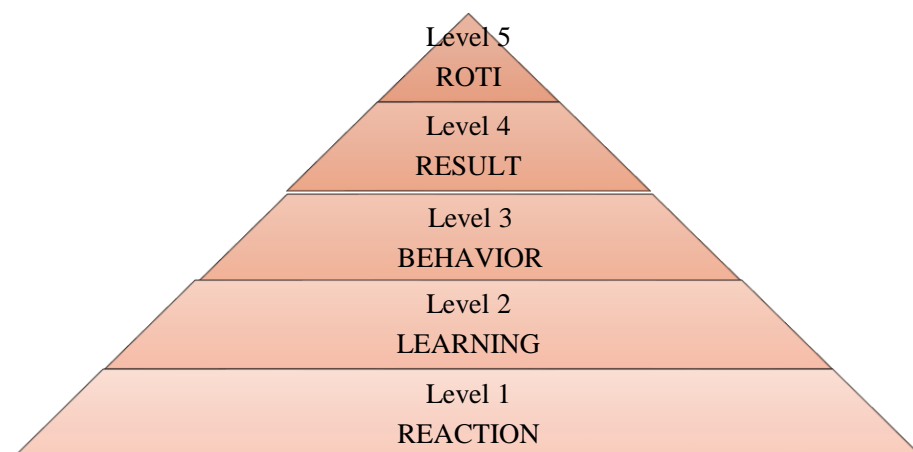 Level 5
ROTI
Level 4
RESULT
Level 3
BEHAVIOR
Level 2
LEARNING
Level 1
REACTION